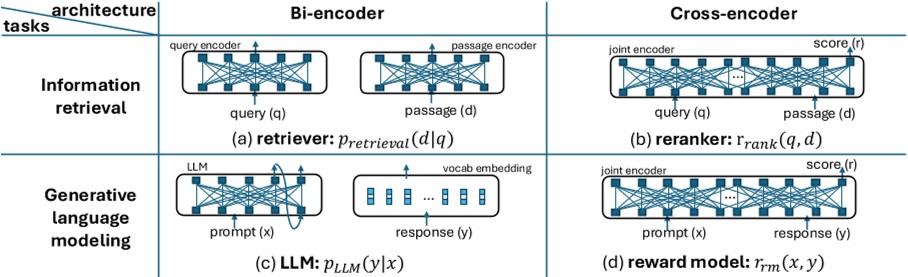 architecture
tasks
Bi-encoder
Cross-encoder
Information
retrieval
query encoder
passage encoder
query (q)
passage (d)
(a) retriever: p_retrieval(d|q)
joint encoder
score (r)
...
query (q)
passage (d)
(b) reranker: r_rank(q, d)
Generative
language
modeling
LLM
vocab embedding
...
prompt (x)
response (y)
(c) LLM: p_LLM(y|x)
joint encoder
score (r)
...
prompt (x)
response (y)
(d) reward model: r_rm(x, y)